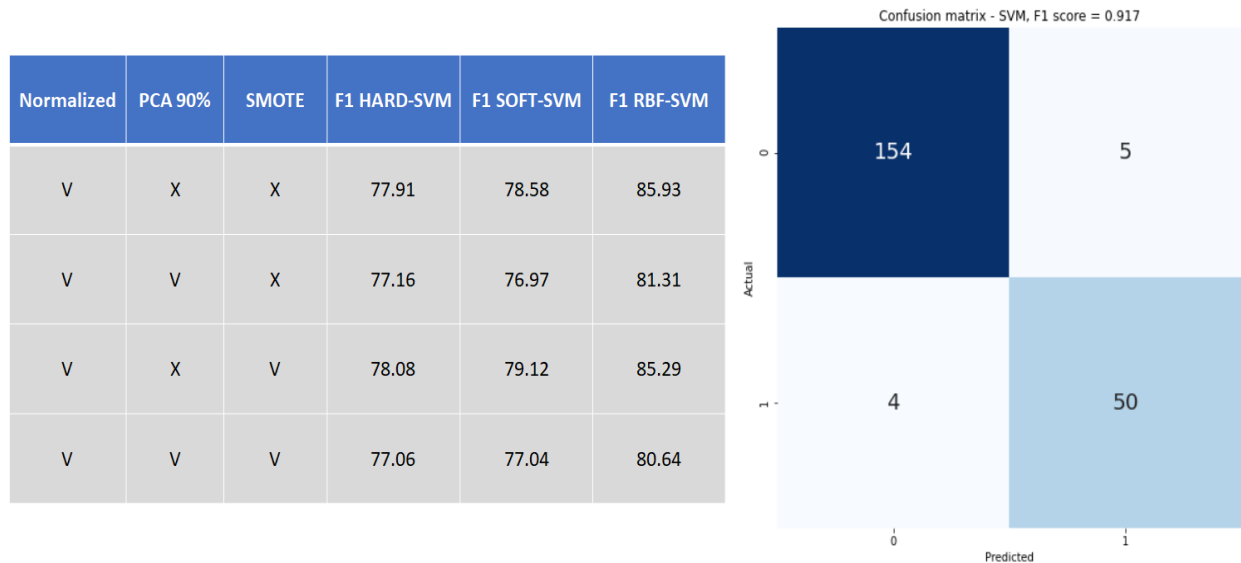 Normalized PCA 90% SMOTE F1 HARD-SVM F1 SOFT-SVM F1 RBF-SVM
V X X 77.91 78.58 85.93
V V X 77.16 76.97 81.31
V X V 78.08 79.12 85.29
V V V 77.06 77.04 80.64
Confusion matrix - SVM, F1 score = 0.917
Actual
0
154 5
1
4 50
0 1
Predicted